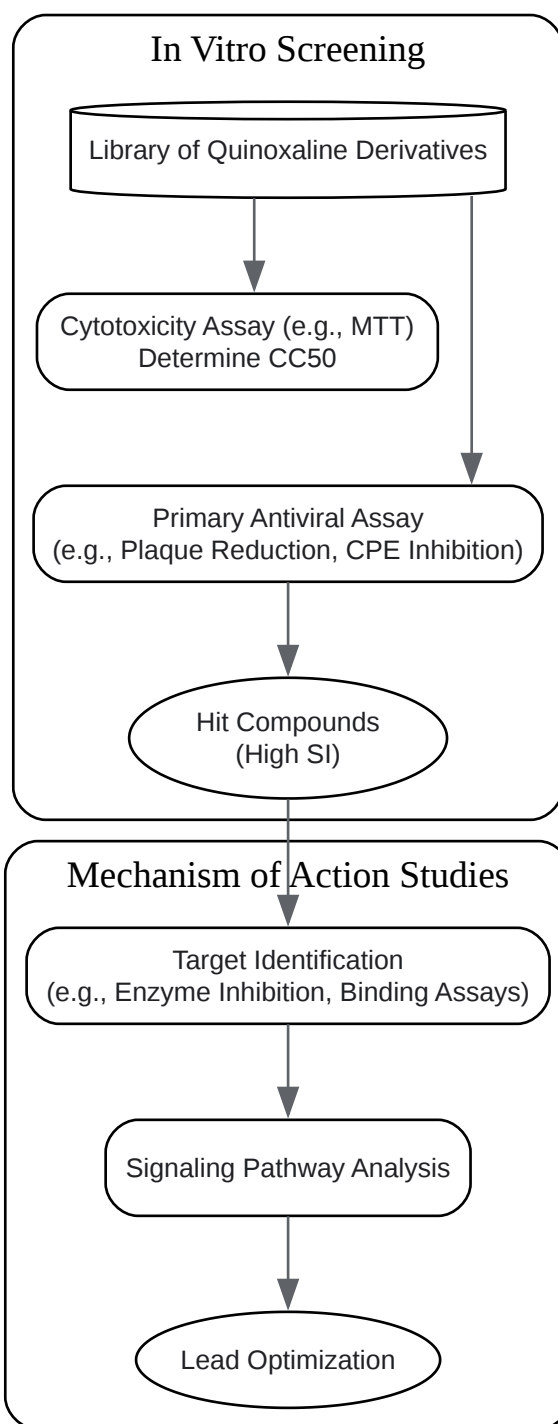 In Vitro Screening
Library of Quinoxaline Derivatives
Cytotoxicity Assay (e.g., MTT)
Determine CC50
Primary Antiviral Assay
(e.g., Plaque Reduction, CPE Inhibition)
Hit Compounds
(High SI)
Mechanism of Action Studies
Target Identification
(e.g., Enzyme Inhibition, Binding Assays)
Signaling Pathway Analysis
Lead Optimization